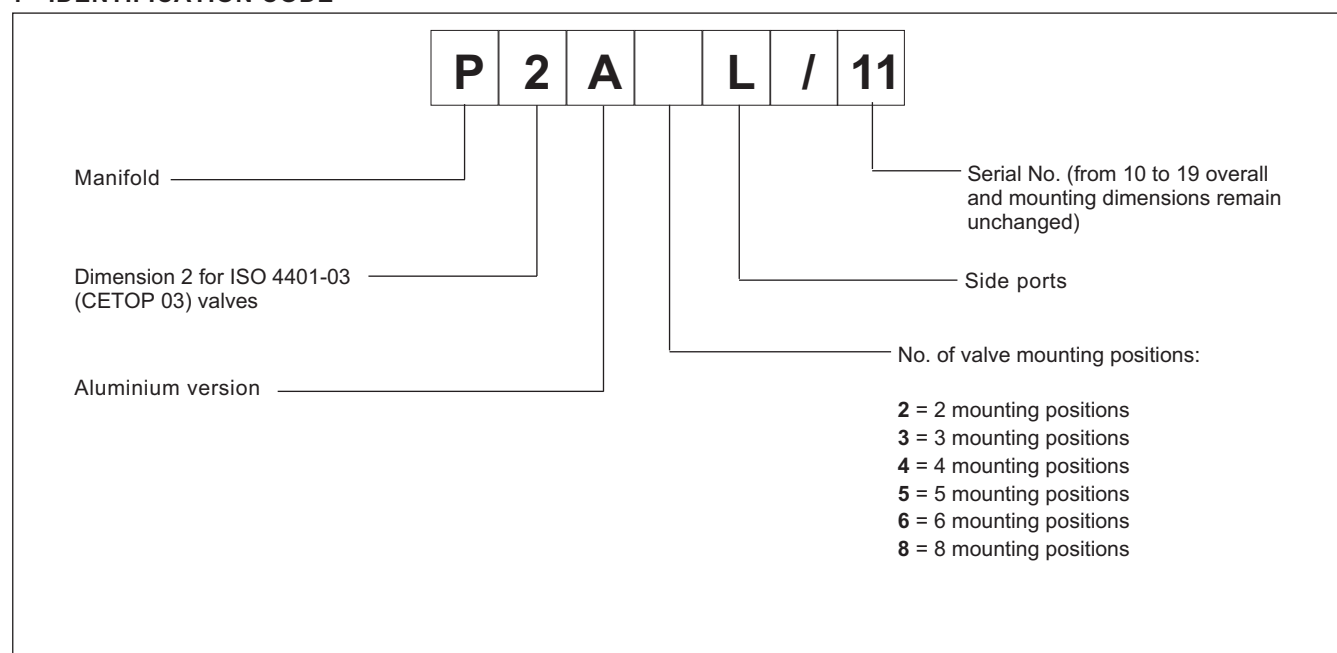 P 2 A L / 11
Manifold
Serial No. (from 10 to 19 overall
and mounting dimensions remain
unchanged)
Dimension 2 for ISO 4401-03
(CETOP 03) valves
Side ports
No. of valve mounting positions:
Aluminium version
2 = 2 mounting positions
3 = 3 mounting positions
4 = 4 mounting positions
5 = 5 mounting positions
6 = 6 mounting positions
8 = 8 mounting positions